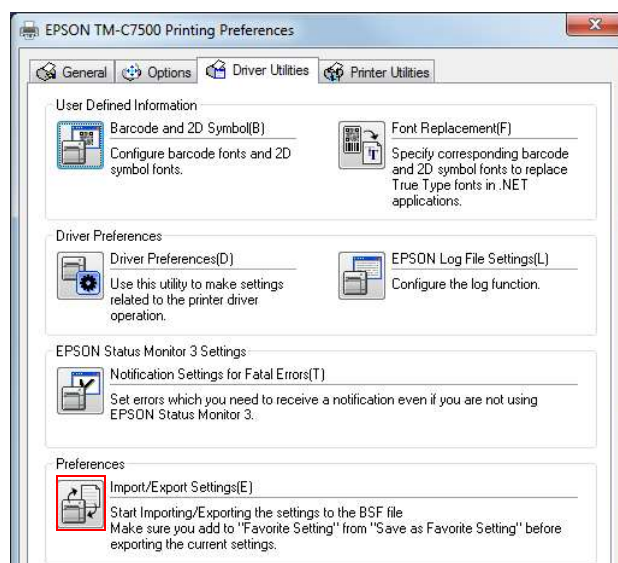 EPSON TM-C7500 Printing Preferences
General Options Driver Utilities Printer Utilities
User Defined Information
Barcode and 2D Symbol(B)
Configure barcode fonts and 2D
symbol fonts.
Font Replacement(F)
Specify corresponding barcode
and 2D symbol fonts to replace
True Type fonts in .NET
applications.
Driver Preferences
Driver Preferences(D)
Use this utility to make settings
related to the printer driver
operation.
EPSON Log File Settings(L)
Configure the log function.
EPSON Status Monitor 3 Settings
Notification Settings for Fatal Errors(T)
Set errors which you need to receive a notification even if you are not using
EPSON Status Monitor 3.
Preferences
Import/Export Settings(E)
Start Importing/Exporting the settings to the BSF file
Make sure you add to "Favorite Setting" from "Save as Favorite Setting" before
exporting the current settings.